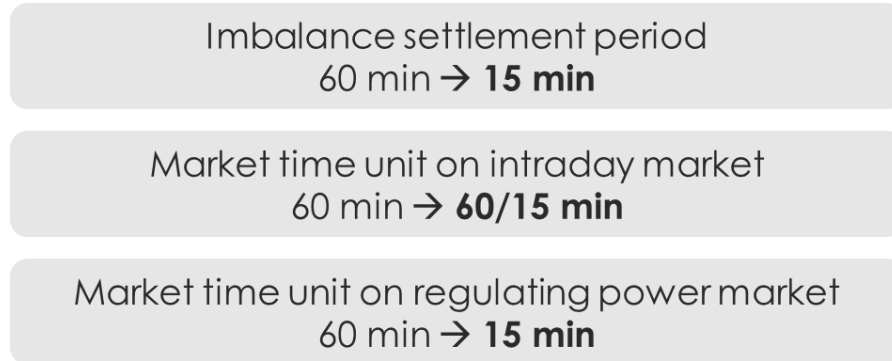 Imbalance settlement period
60 min → 15 min
Market time unit on intraday market
60 min → 60/15 min
Market time unit on regulating power market
60 min → 15 min